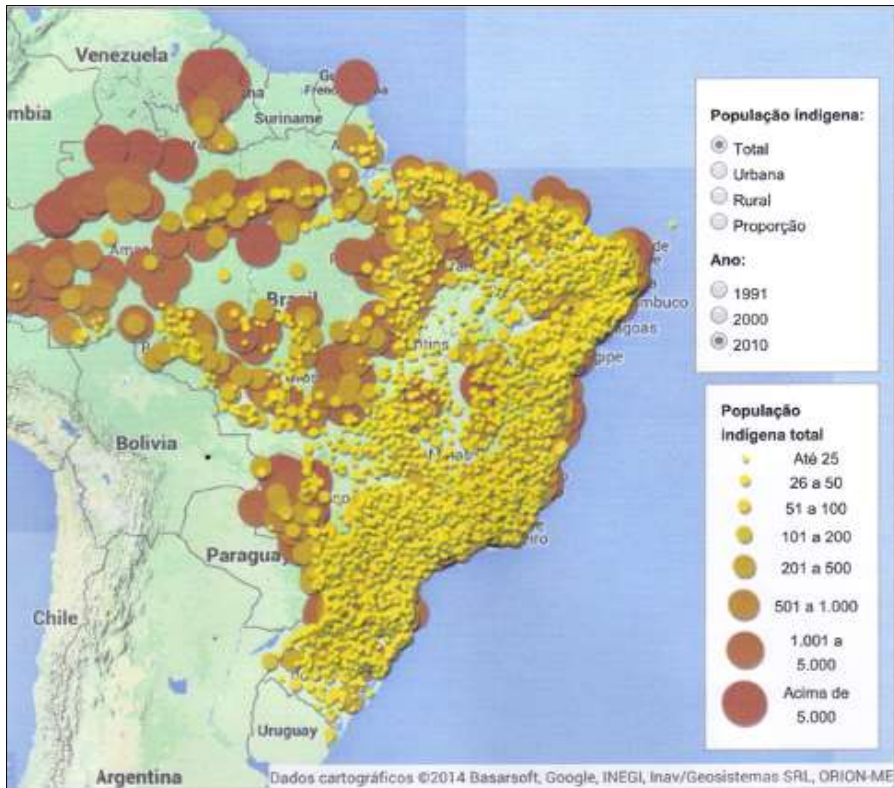 Venezuela
Suriname
Brasil
Bolivia
Paraguay
Chile
Uruguay
Argentina
População indígena:
Total
Urbana
Rural
Proporção
Ano:
1991
2000
2010
População
Indígena total
Até 25
26 a 50
51 a 100
101 a 200
201 a 500
501 a 1.000
1.001 a
5.000
Acima de
5.000
Dados cartográficos ©2014 Basarsoft, Google, INEGI, Inav/Geosistemas SRL, ORION-ME